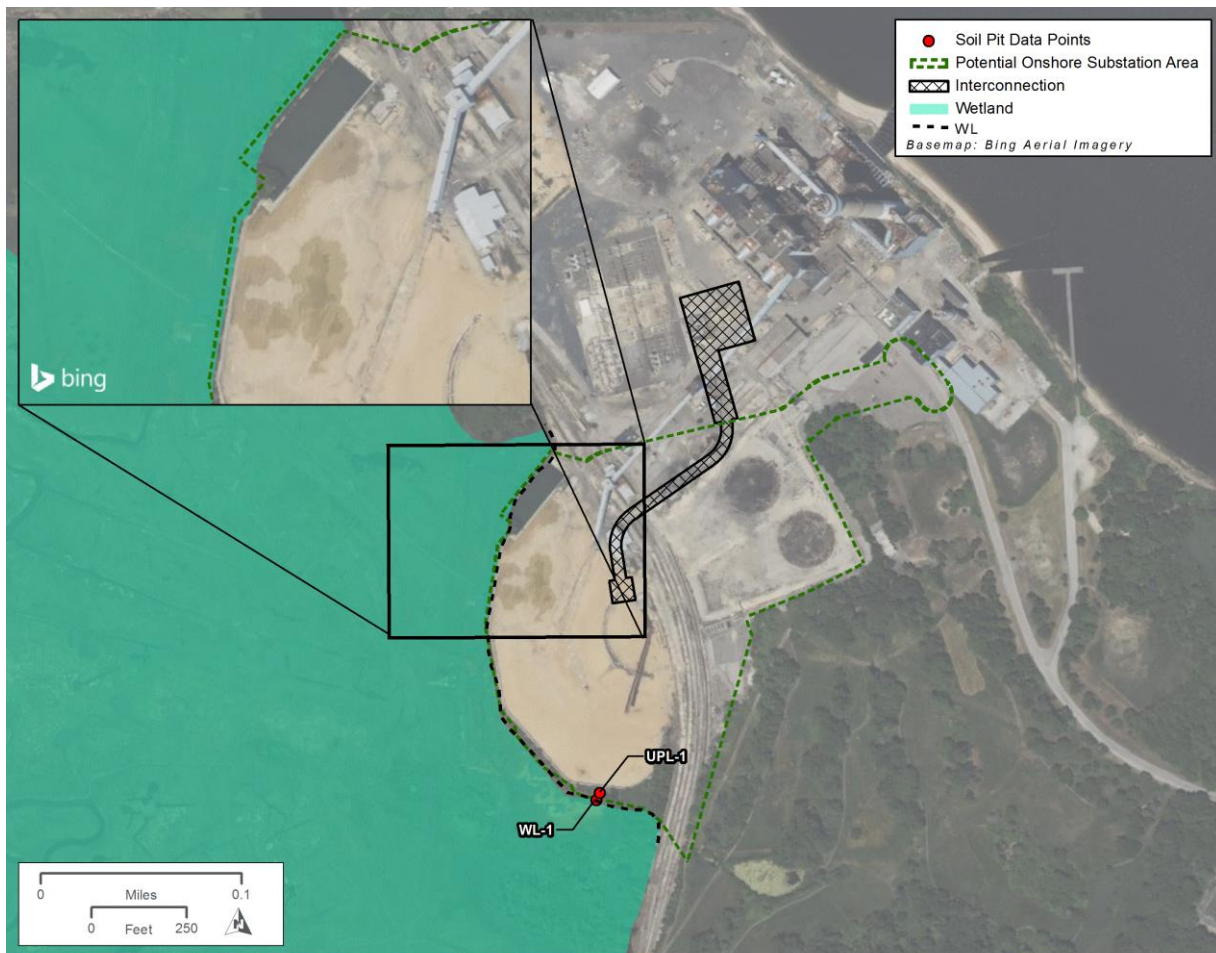 Soil Pit Data Points
Potential Onshore Substation Area
Interconnection
Wetland
WL
Basemap: Bing Aerial Imagery
bing
UPL-1
WL-1
0 Miles 0.1
0 Feet 250
N